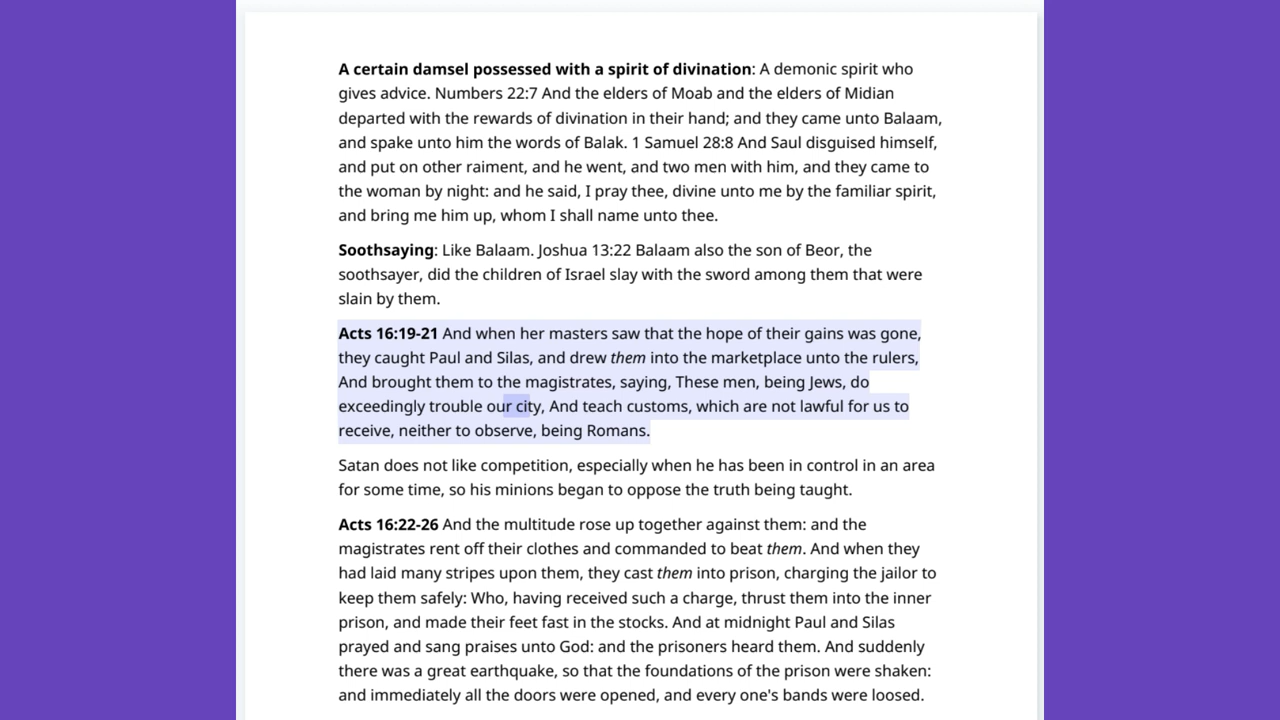 A certain damsel possessed with a spirit of divination: A demonic spirit who
gives advice. Numbers 22:7 And the elders of Moab and the elders of Midian
departed with the rewards of divination in their hand; and they came unto Balaam,
and spake unto him the words of Balak. 1 Samuel 28:8 And Saul disguised himself,
and put on other raiment, and he went, and two men with him, and they came to
the woman by night: and he said, I pray thee, divine unto me by the familiar spirit,
and bring me him up, whom I shall name unto thee.
Soothsaying: Like Balaam. Joshua 13:22 Balaam also the son of Beor, the
soothsayer, did the children of Israel slay with the sword among them that were
slain by them.
Acts 16:19-21 And when her masters saw that the hope of their gains was gone,
they caught Paul and Silas, and drew them into the marketplace unto the rulers,
And brought them to the magistrates, saying, These men, being Jews, do
exceedingly trouble our city, And teach customs, which are not lawful for us to
receive, neither to observe, being Romans.
Satan does not like competition, especially when he has been in control in an area
for some time, so his minions began to oppose the truth being taught.
Acts 16:22-26 And the multitude rose up together against them: and the
magistrates rent off their clothes and commanded to beat them. And when they
had laid many stripes upon them, they cast them into prison, charging the jailor to
keep them safely: Who, having received such a charge, thrust them into the inner
prison, and made their feet fast in the stocks. And at midnight Paul and Silas
prayed and sang praises unto God: and the prisoners heard them. And suddenly
there was a great earthquake, so that the foundations of the prison were shaken:
and immediately all the doors were opened, and every one's bands were loosed.